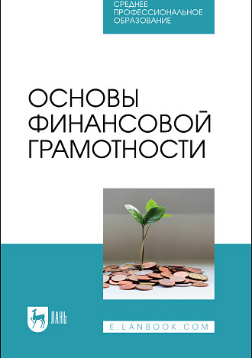 СРЕДНЕЕ
ПРОФЕССИОНАЛЬНОЕ
ОБРАЗОВАНИЕ
ОСНОВЫ
ФИНАНСОВОЙ
ГРАМОТНОСТИ
ЛАНЬ
E.LANBOOK.COM